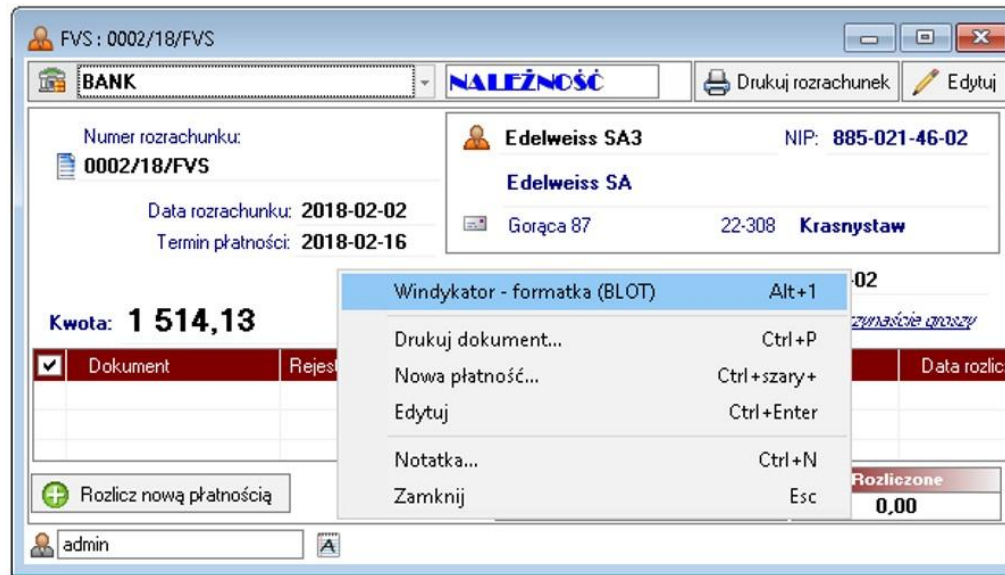 FVS : 0002/18/FVS
BANK NALEŻNOŚĆ Drukuj rozrachunek Edytuj
Numer rozrachunku:
0002/18/FVS
Data rozrachunku: 2018-02-02
Termin płatności: 2018-02-16
Edelweiss SA3 NIP: 885-021-46-02
Edelweiss SA
Gorąca 87 22-308 Krasnystaw
-02
Kwota: 1 514,13
groszy
Dokument Rejest Data rozlic
Windykator - formatka (BLOT) Alt+1
Drukuj dokument... Ctrl+P
Nowa płatność... Ctrl+szary+
Edytuj Ctrl+Enter
Notatka... Ctrl+N
Zamknij Esc
Rozlicz nową płatnością
Rozliczone
0,00
admin